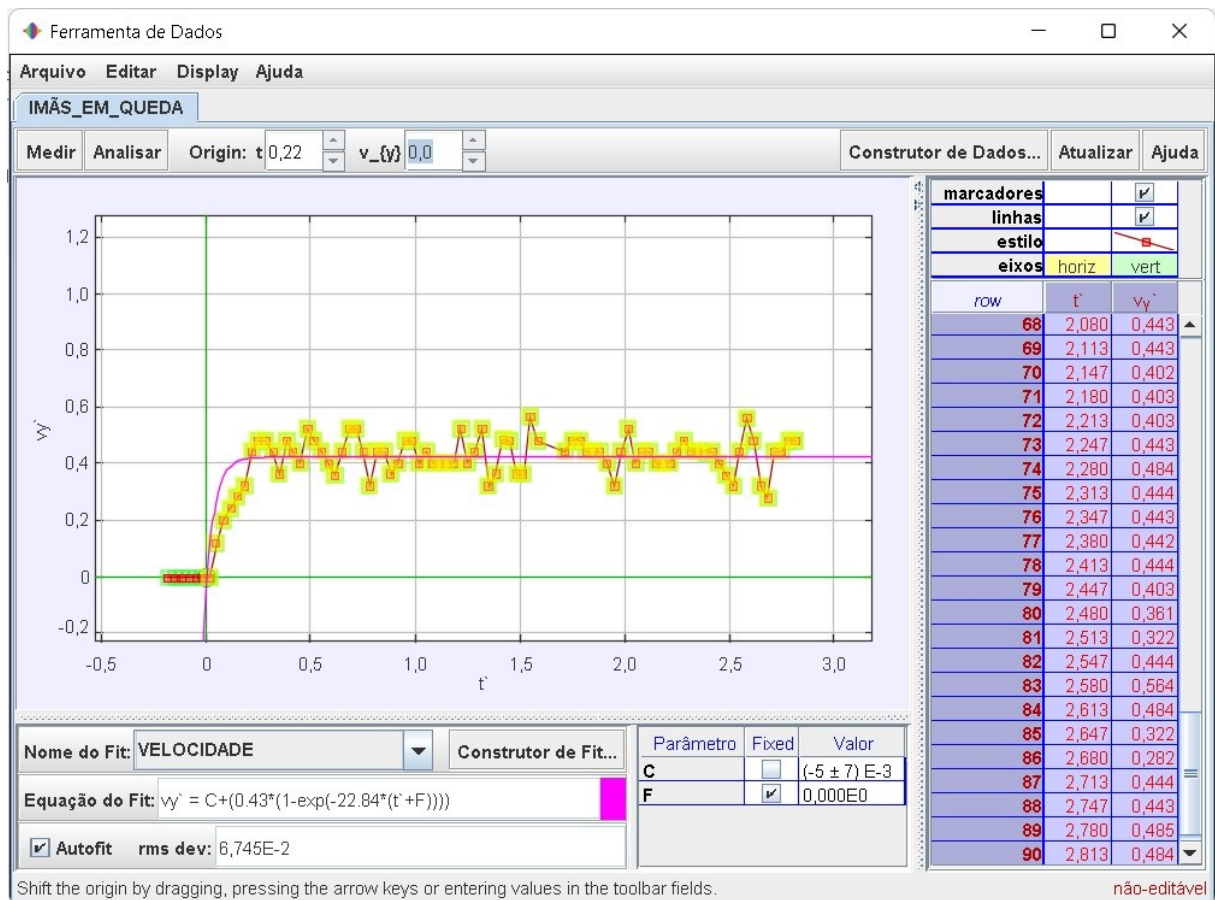 Ferramenta de Dados
Arquivo Editar Display Ajuda
IMÃS_EM_QUEDA
Medir Analisar Origin: t 0,22 v_{y} 0,0 Construtor de Dados... Atualizar Ajuda
1,2
1,0
0,8
0,6
0,4
0,2
0
-0,2
vy`
-0,5 0 0,5 1,0 1,5 2,0 2,5 3,0
t`
marcadores
linhas
estilo
eixos horiz vert
row t` vy`
68 2,080 0,443
69 2,113 0,443
70 2,147 0,402
71 2,180 0,403
72 2,213 0,403
73 2,247 0,443
74 2,280 0,484
75 2,313 0,444
76 2,347 0,443
77 2,380 0,442
78 2,413 0,444
79 2,447 0,403
80 2,480 0,361
81 2,513 0,322
82 2,547 0,444
83 2,580 0,564
84 2,613 0,484
85 2,647 0,322
86 2,680 0,282
87 2,713 0,444
88 2,747 0,443
89 2,780 0,485
90 2,813 0,484
Nome do Fit: VELOCIDADE Construtor de Fit...
Equação do Fit: vy` = C+(0.43*(1-exp(-22.84*(t`+F))))
Autofit rms dev: 6,745E-2
Parâmetro Fixed Valor
C (-5 ± 7) E-3
F 0,000E0
Shift the origin by dragging, pressing the arrow keys or entering values in the toolbar fields. não-editável